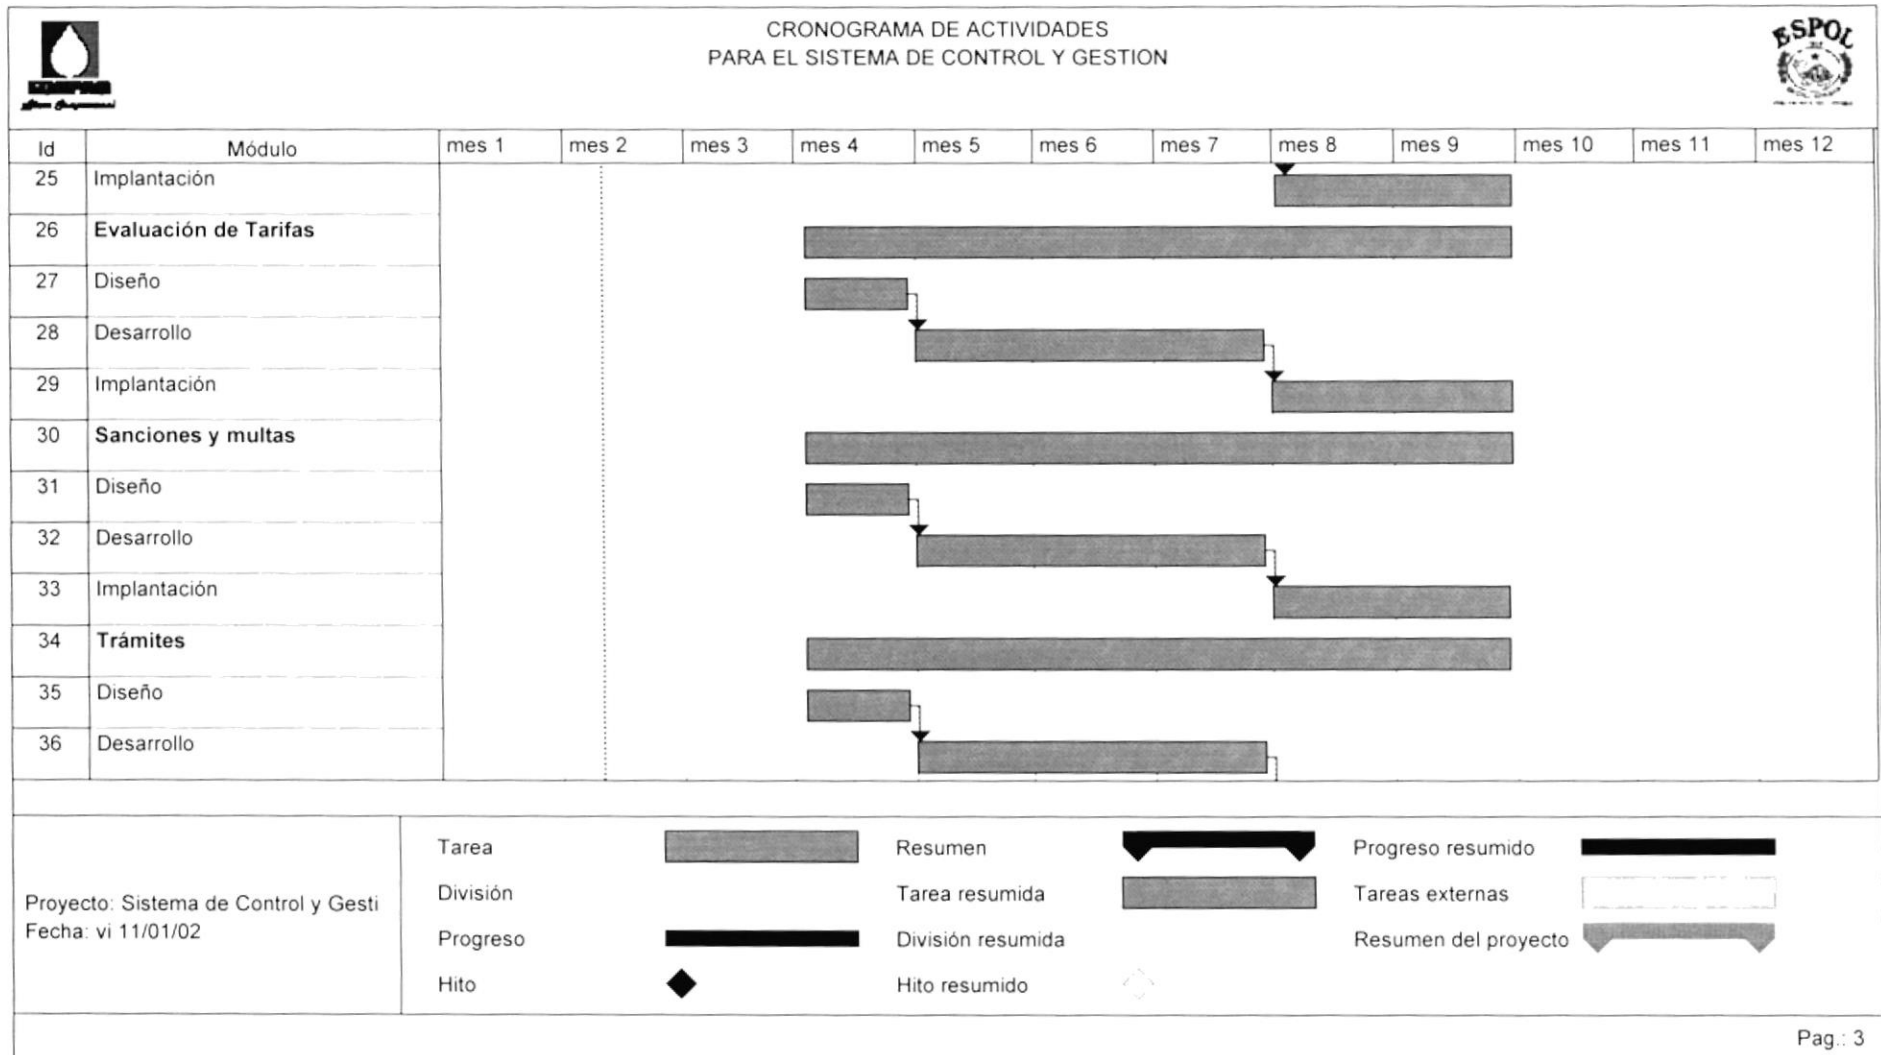 CRONOGRAMA DE ACTIVIDADES
PARA EL SISTEMA DE CONTROL Y GESTION
ESPOL
Id Módulo mes 1 mes 2 mes 3 mes 4 mes 5 mes 6 mes 7 mes 8 mes 9 mes 10 mes 11 mes 12
25 Implantación
26 Evaluación de Tarifas
27 Diseño
28 Desarrollo
29 Implantación
30 Sanciones y multas
31 Diseño
32 Desarrollo
33 Implantación
34 Trámites
35 Diseño
36 Desarrollo
Proyecto: Sistema de Control y Gesti
Fecha: vi 11/01/02
Tarea Resumen Progreso resumido
División Tarea resumida Tareas externas
Progreso División resumida Resumen del proyecto
Hito Hito resumido
Pag.: 3